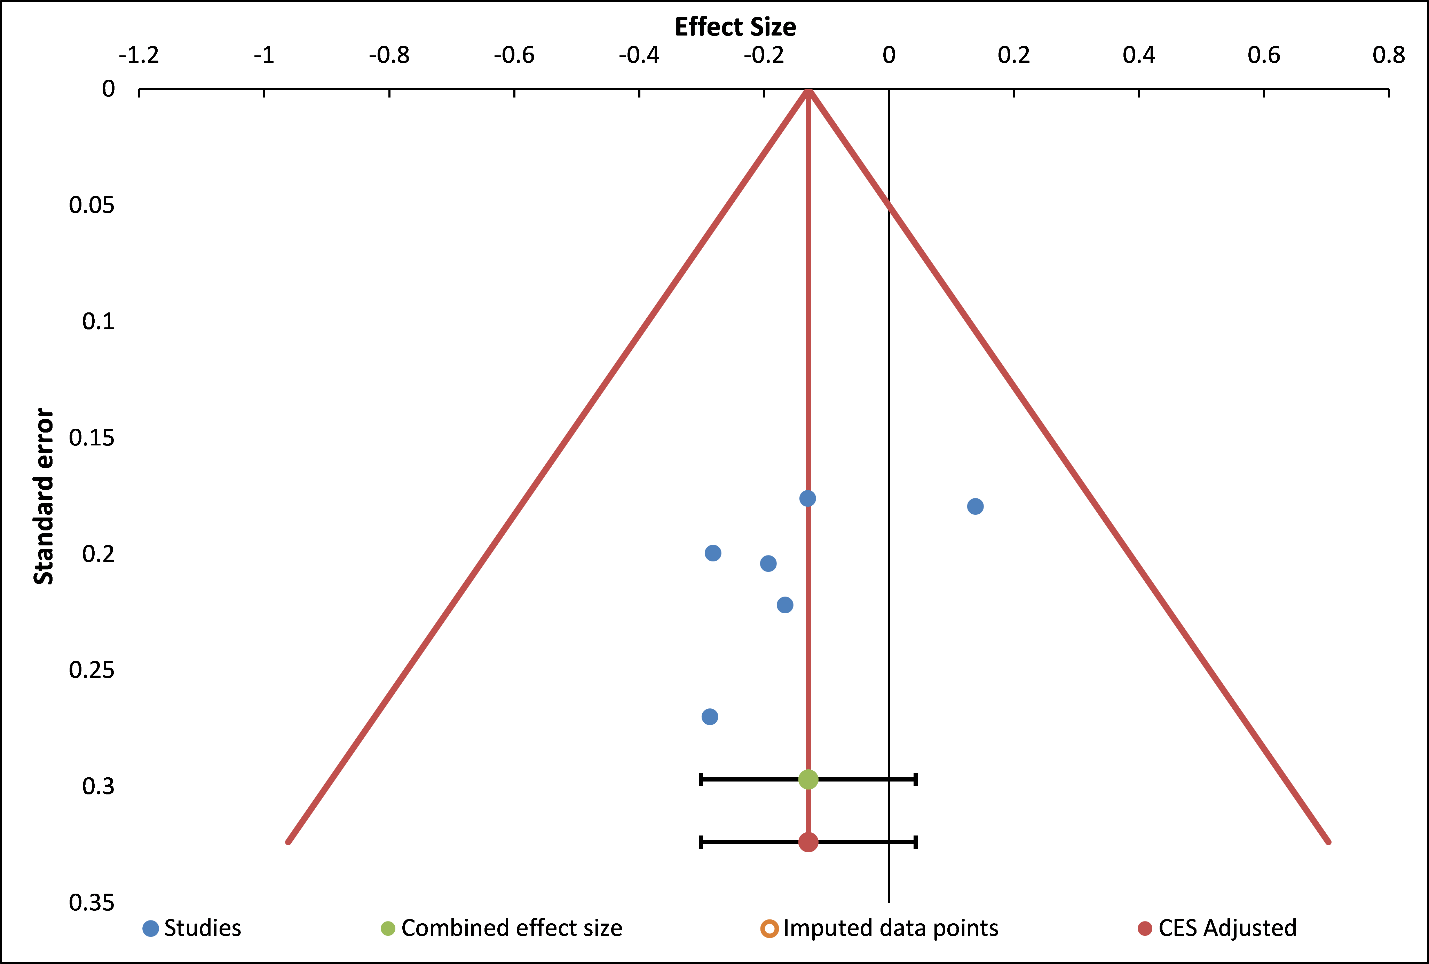 Effect Size
-1.2 -1 -0.8 -0.6 -0.4 -0.2 0 0.2 0.4 0.6 0.8
0
0.05
0.1
0.15
0.2
0.25
0.3
0.35
Standard error
Studies Combined effect size Imputed data points CES Adjusted